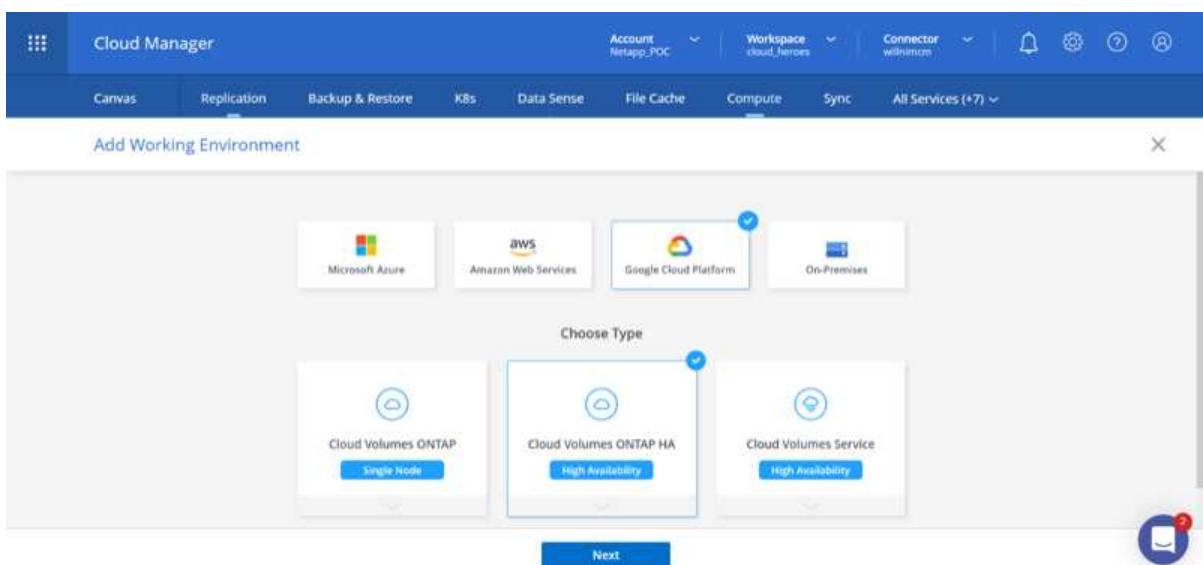 Cloud Manager
Account
Netapp_POC
Workspace
cloud_heroes
Connector
willnimcm
Canvas
Replication
Backup & Restore
K8s
Data Sense
File Cache
Compute
Sync
All Services (+7)
Add Working Environment
Microsoft Azure
aws
Amazon Web Services
Google Cloud Platform
On-Premises
Choose Type
Cloud Volumes ONTAP
Single Node
Cloud Volumes ONTAP HA
High Availability
Cloud Volumes Service
High Availability
Next
2